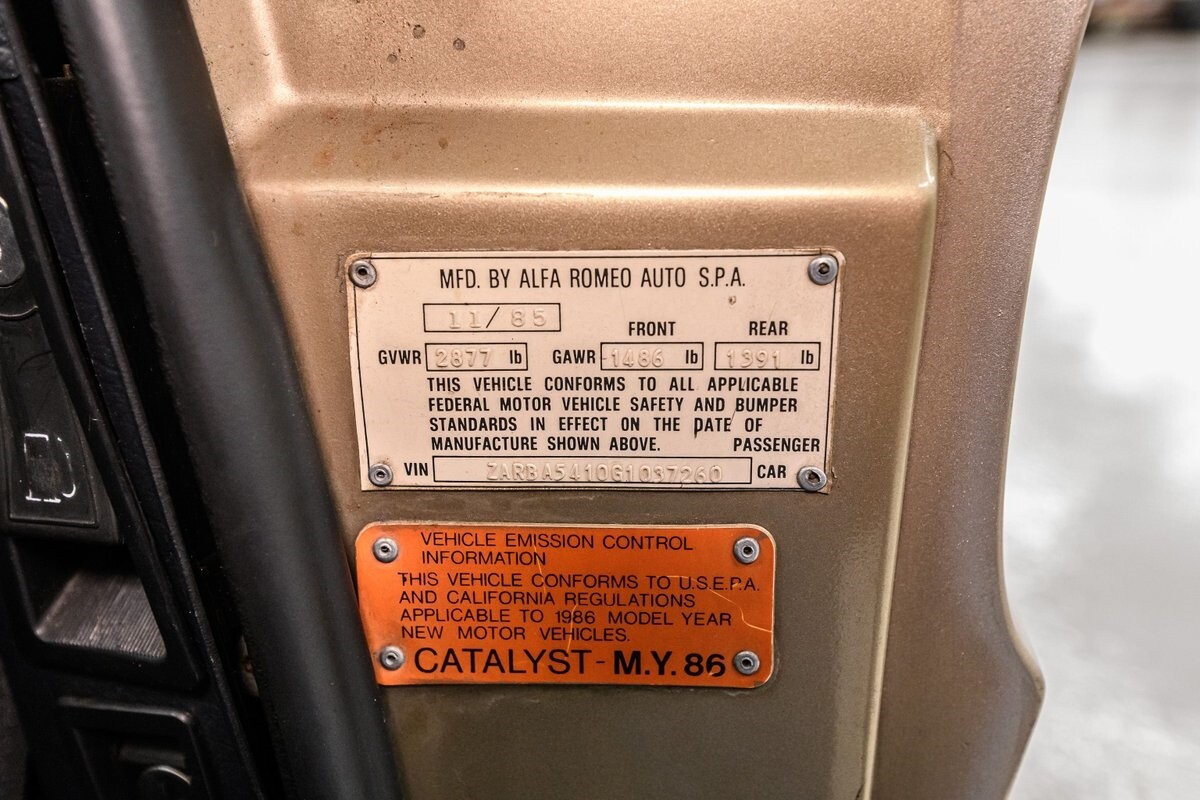 MFD. BY ALFA ROMEO AUTO S.P.A.
11/85
FRONT REAR
GVWR 2877 lb GAWR 1486 lb 1391 lb
THIS VEHICLE CONFORMS TO ALL APPLICABLE
FEDERAL MOTOR VEHICLE SAFETY AND BUMPER
STANDARDS IN EFFECT ON THE DATE OF
MANUFACTURE SHOWN ABOVE. PASSENGER
VIN ZARBA5410G1037260 CAR
VEHICLE EMISSION CONTROL
INFORMATION
THIS VEHICLE CONFORMS TO U.S.E.P.A.
AND CALIFORNIA REGULATIONS
APPLICABLE TO 1986 MODEL YEAR
NEW MOTOR VEHICLES.
CATALYST - M.Y. 86